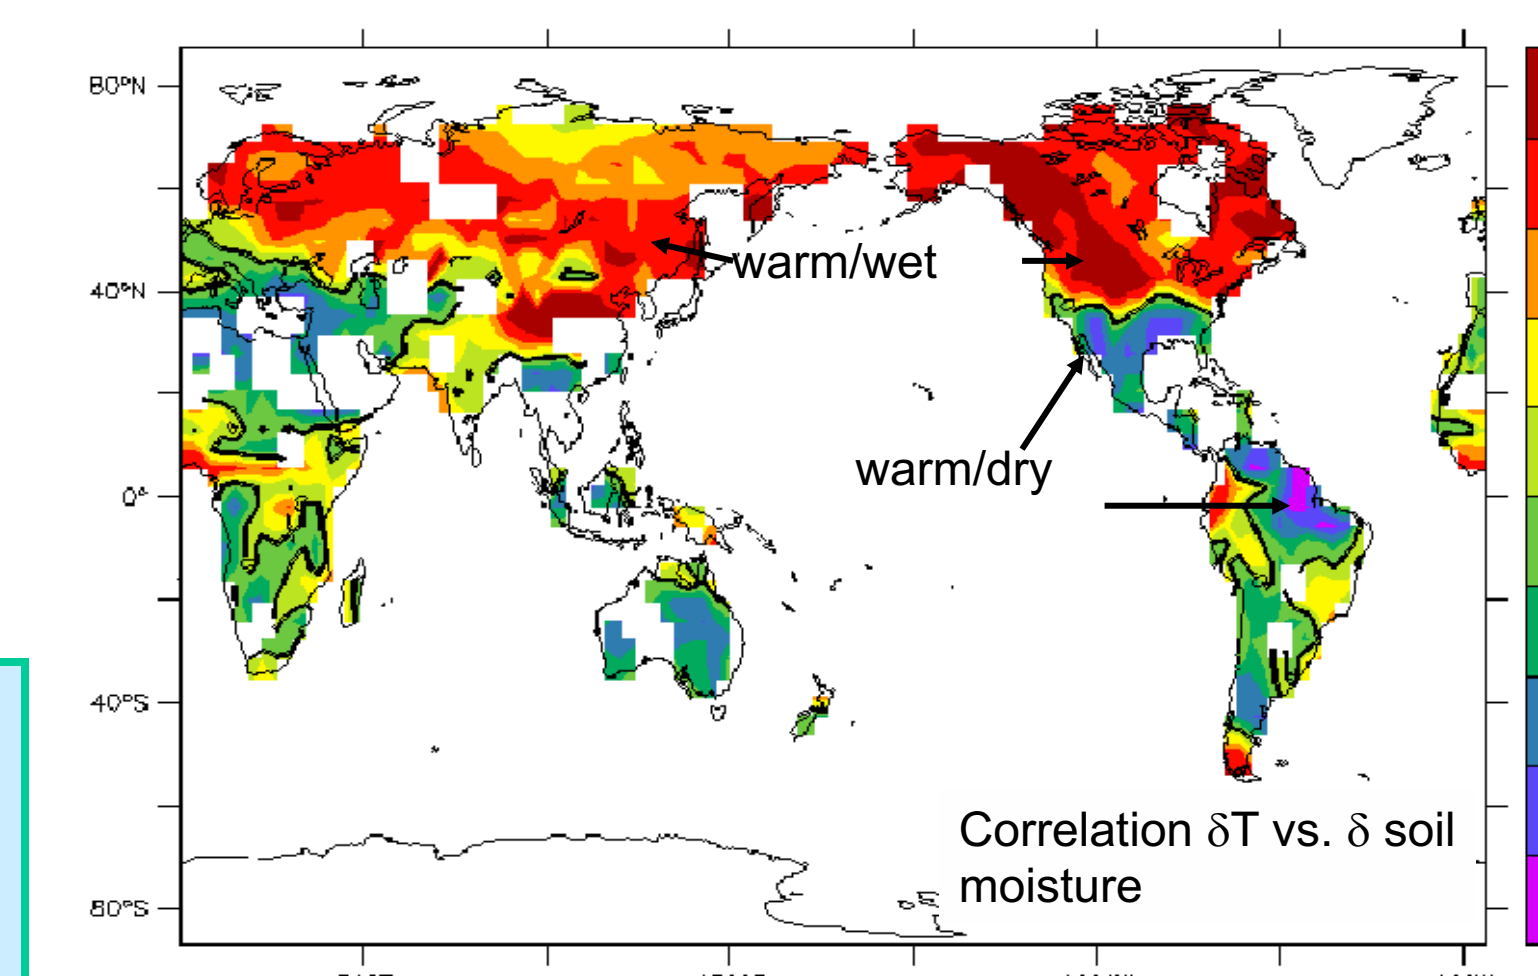 80°N
warm/wet
40°N
warm/dry
0°
40°S
Correlation δT vs. δ soil
moisture
80°S